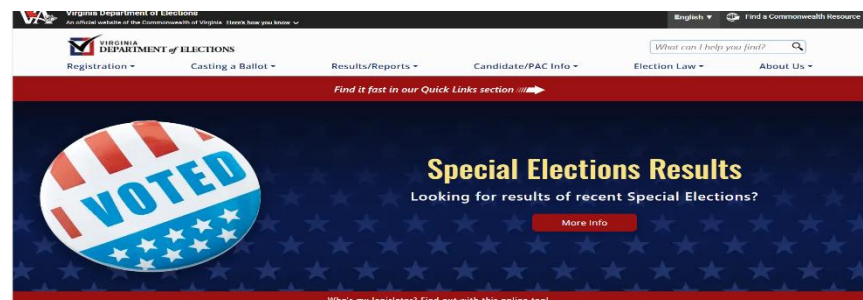 Virginia Department of Elections
An official website of the Commonwealth of Virginia Here's how you know
English
Find a Commonwealth Resource
VIRGINIA
DEPARTMENT of ELECTIONS
What can I help you find?
Registration
Casting a Ballot
Results/Reports
Candidate/PAC Info
Election Law
About Us
Find it fast in our Quick Links section
I VOTED
Special Elections Results
Looking for results of recent Special Elections?
More Info
Who's my legislator? Find out with this online tool